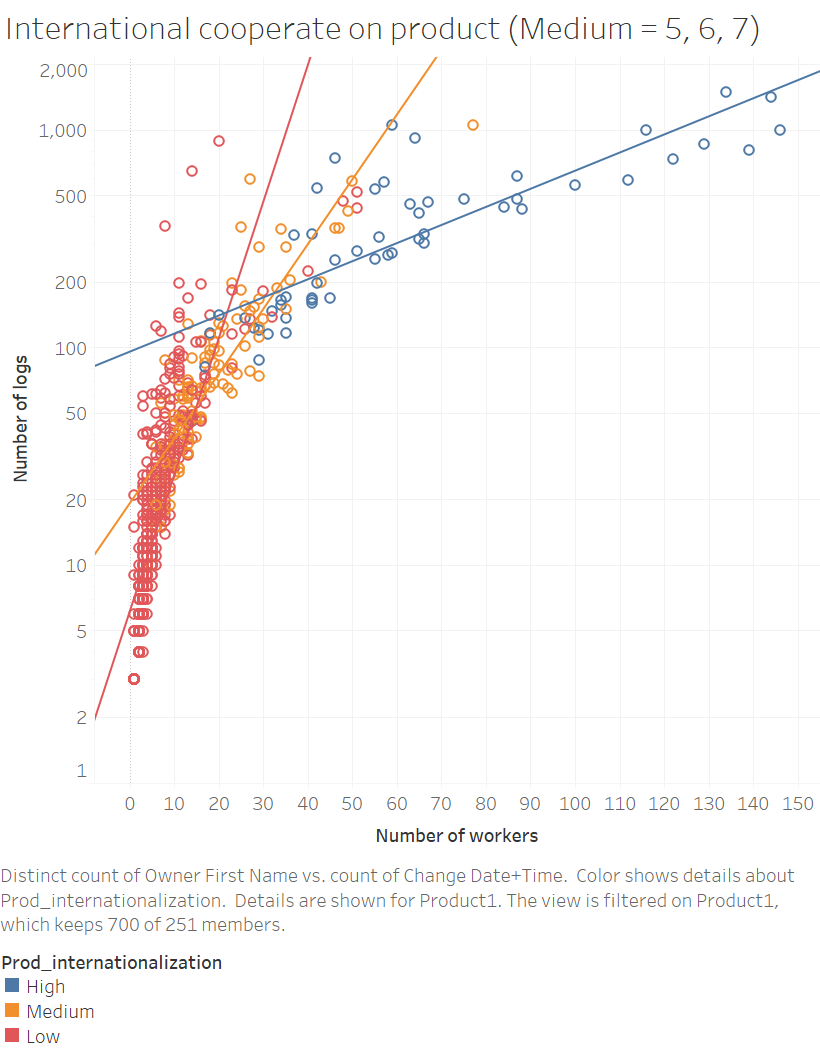 International cooperate on product (Medium = 5, 6, 7)
2,000
1,000
500
200
100
50
20
10
5
2
1
Number of logs
0 10 20 30 40 50 60 70 80 90 100 110 120 130 140 150
Number of workers
Distinct count of Owner First Name vs. count of Change Date+Time.  Color shows details about
Prod_internationalization.  Details are shown for Product1. The view is filtered on Product1,
which keeps 700 of 251 members.
Prod_internationalization
High
Medium
Low